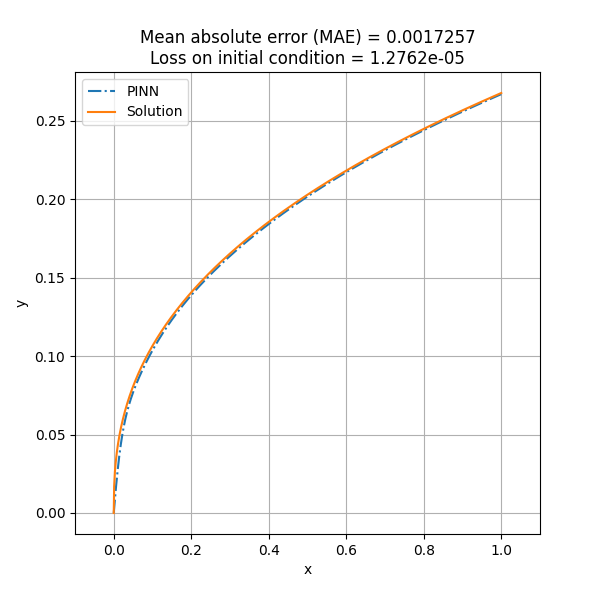 Mean absolute error (MAE) = 0.0017257
Loss on initial condition = 1.2762e-05
PINN
Solution
0.25
0.20
0.15
0.10
0.05
0.00
y
0.0 0.2 0.4 0.6 0.8 1.0
x